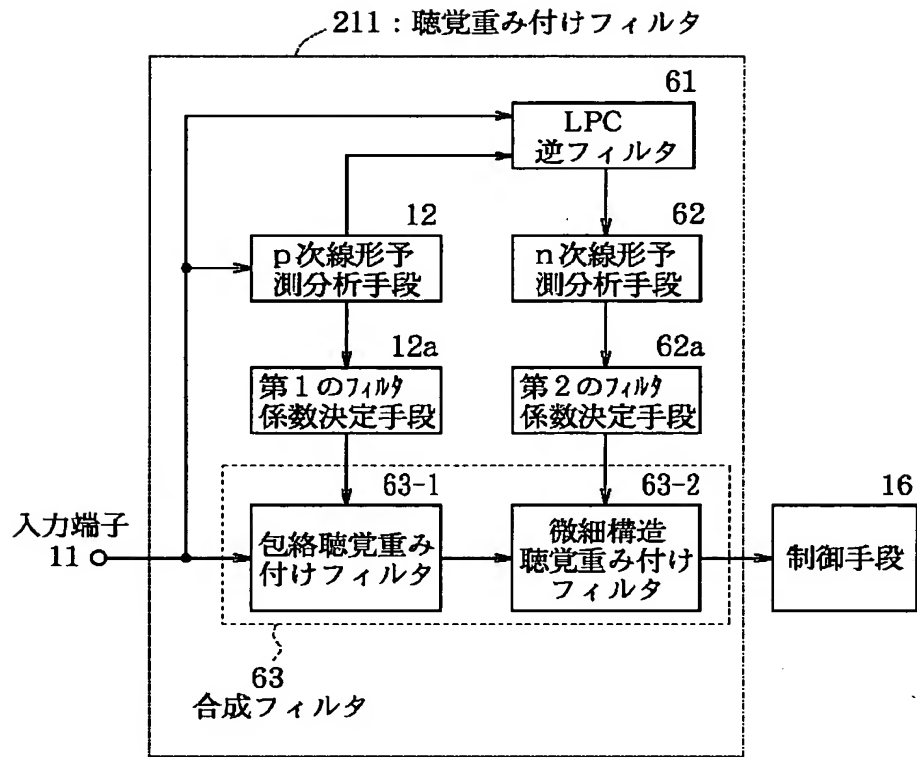 211：聴覚重み付けフィルタ
61
LPC
逆フィルタ
12
p次線形予
測分析手段
62
n次線形予
測分析手段
12a
第1のフィルタ
係数決定手段
62a
第2のフィルタ
係数決定手段
入力端子
11
63-1
包絡聴覚重み
付けフィルタ
63-2
微細構造
聴覚重み付け
フィルタ
16
制御手段
63
合成フィルタ